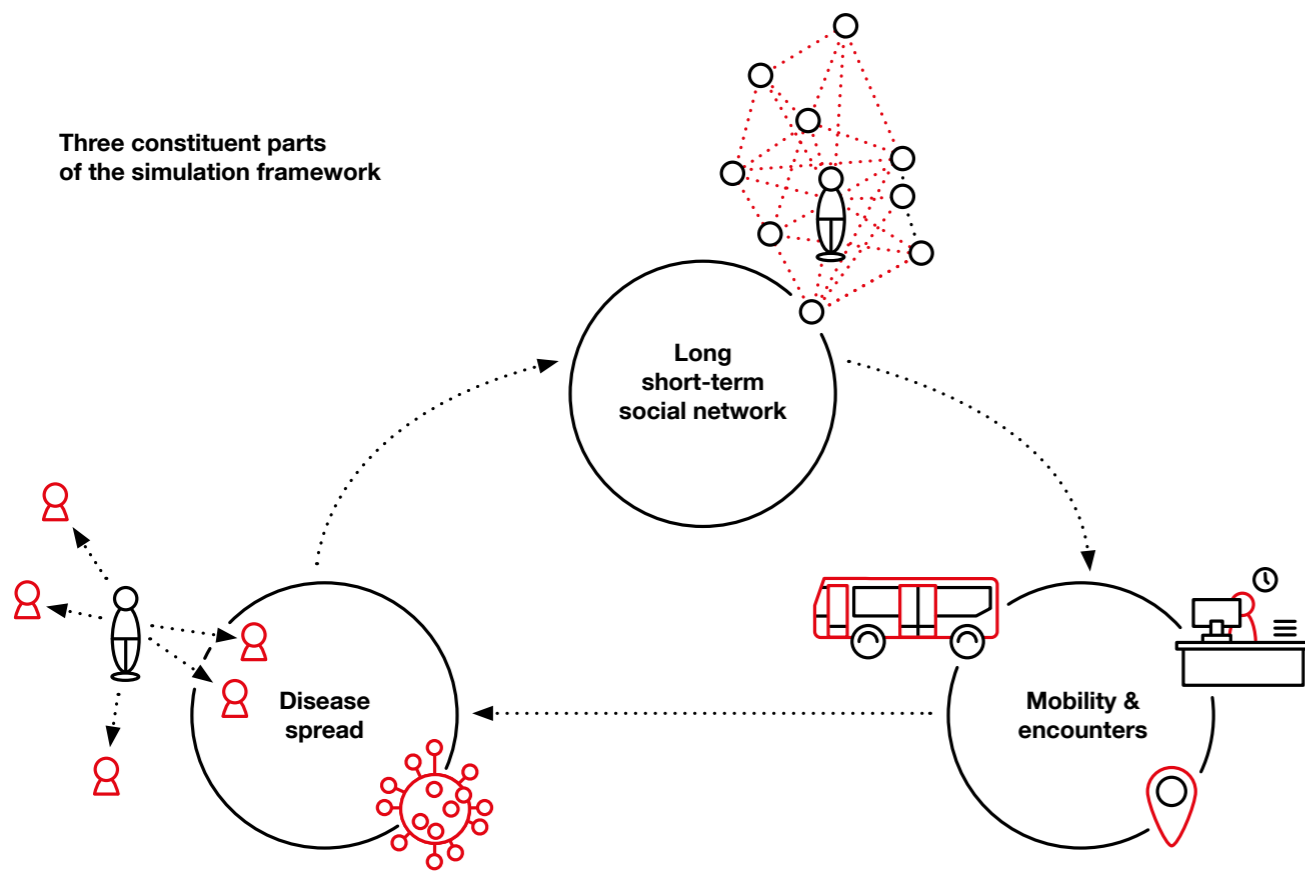 Three constituent parts
of the simulation framework
Long
short-term
social network
Disease
spread
Mobility &
encounters